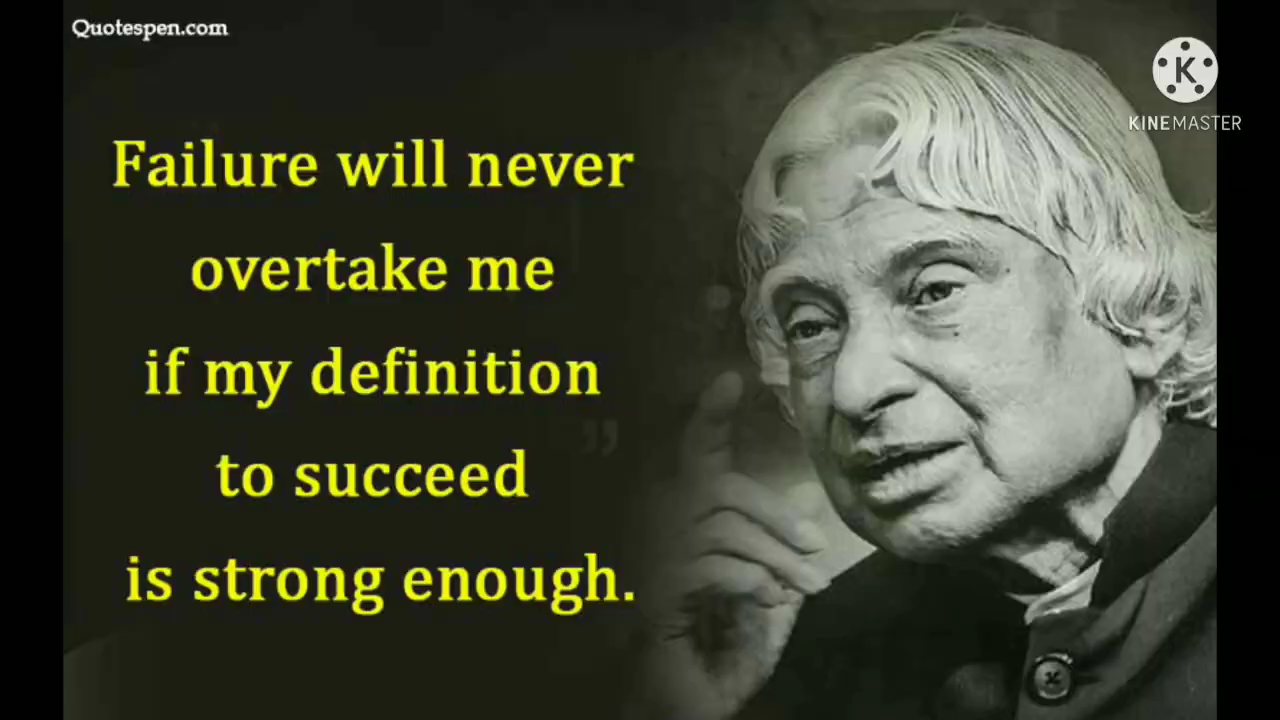 Quotespen.com
K
KINEMASTER
Failure will never
overtake me
if my definition
to succeed
is strong enough.